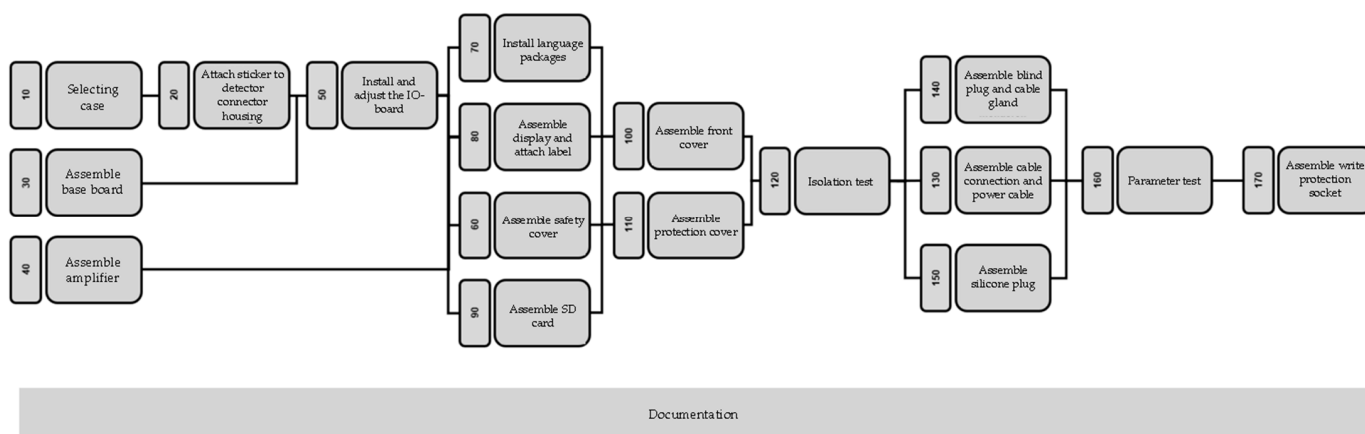 10
Selecting
case
20
Attach sticker to
detector
connector
housing
30
Assemble
base board
40
Assemble
amplifier
50
Install and
adjust the IO-
board
70
Install language
packages
80
Assemble
display and
attach label
60
Assemble safety
cover
90
Assemble SD
card
100
Assemble front
cover
110
Assemble
protection cover
120
Isolation test
140
Assemble blind
plug and cable
gland
130
Assemble cable
connection and
power cable
150
Assemble
silicone plug
160
Parameter test
170
Assemble write
protection
socket
Documentation